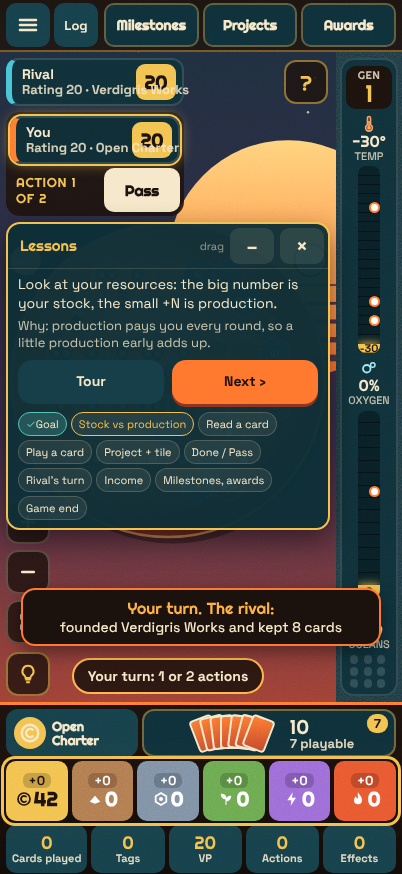 Log
Milestones
Projects
Awards
Rival
Rating 20 · Verdigris Works
20
You
Rating 20 · Open Charter
20
ACTION 1
OF 2
Pass
?
GEN
1
-30°
TEMP
-30
0%
OXYGEN
OCEANS
Lessons
drag
Look at your resources: the big number is
your stock, the small +N is production.
Why: production pays you every round, so a
little production early adds up.
Tour
Next >
✓Goal
Stock vs production
Read a card
Play a card
Project + tile
Done / Pass
Rival's turn
Income
Milestones, awards
Game end
Your turn. The rival:
founded Verdigris Works and kept 8 cards
Your turn: 1 or 2 actions
Open
Charter
10
7 playable
7
+0
42
+0
0
+0
0
+0
0
+0
0
+0
0
0
Cards played
0
Tags
20
VP
0
Actions
0
Effects